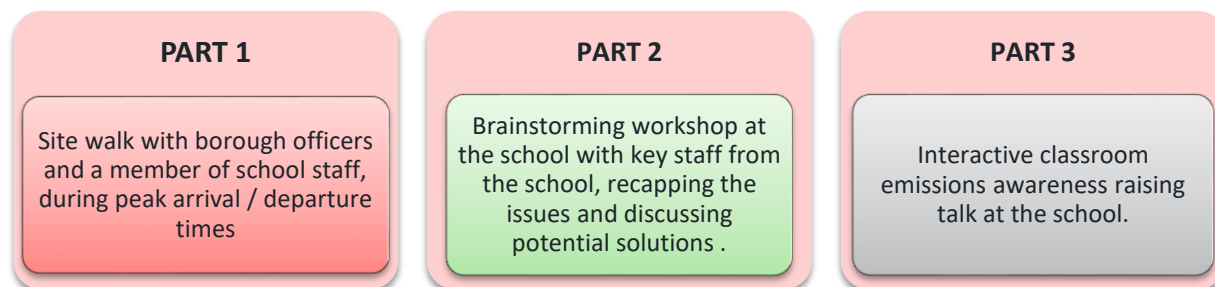 PART 1
Site walk with borough officers
and a member of school staff,
during peak arrival / departure
times
PART 2
Brainstorming workshop at
the school with key staff from
the school, recapping the
issues and discussing
potential solutions .
PART 3
Interactive classroom
emissions awareness raising
talk at the school.